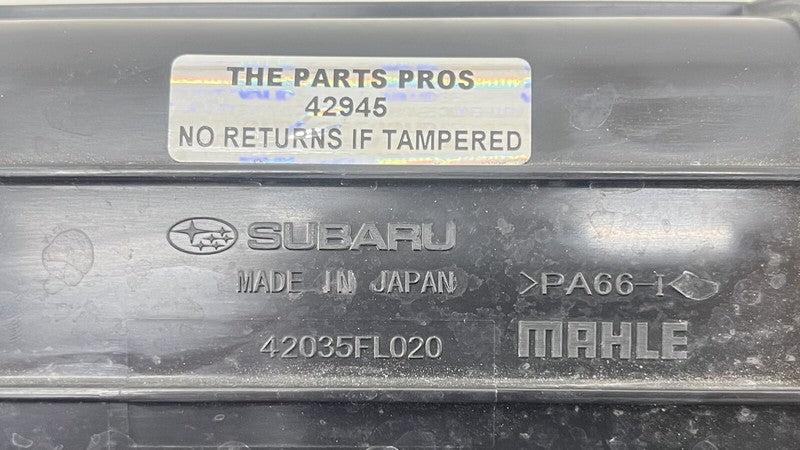 THE PARTS PROS
42945
NO RETURNS IF TAMPERED
SUBARU
MADE IN JAPAN >PA66-I<
42035FL020 MAHLE